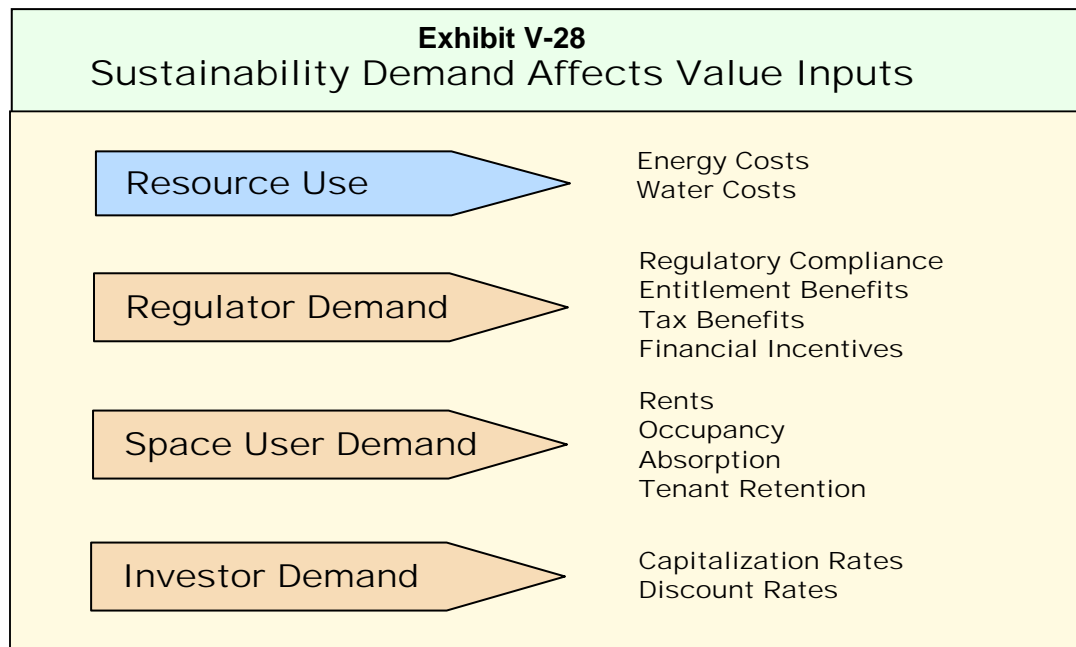 Exhibit V-28
Sustainability Demand Affects Value Inputs
Resource Use
Energy Costs
Water Costs
Regulator Demand
Regulatory Compliance
Entitlement Benefits
Tax Benefits
Financial Incentives
Space User Demand
Rents
Occupancy
Absorption
Tenant Retention
Investor Demand
Capitalization Rates
Discount Rates